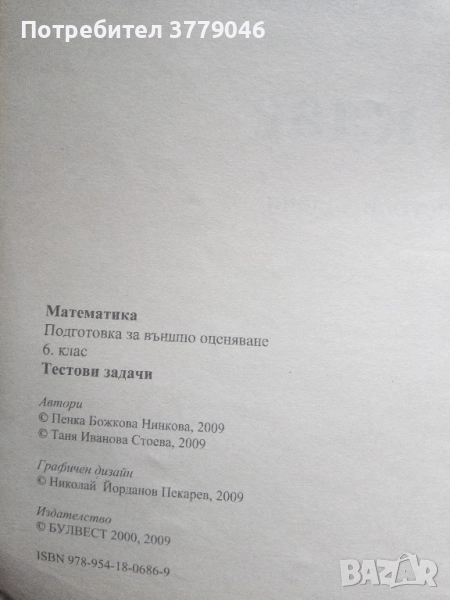 Потребител 3779046
Математика
Подготовка за външно оценяване
6. клас
Тестови задачи
Автори
© Пенка Божкова Нинкова, 2009
© Таня Иванова Стоева, 2009
Графичен дизайн
© Николай Йорданов Пекарев, 2009
Издателство
© БУЛВЕСТ 2000, 2009
ISBN 978-954-18-0686-9
BAZAR